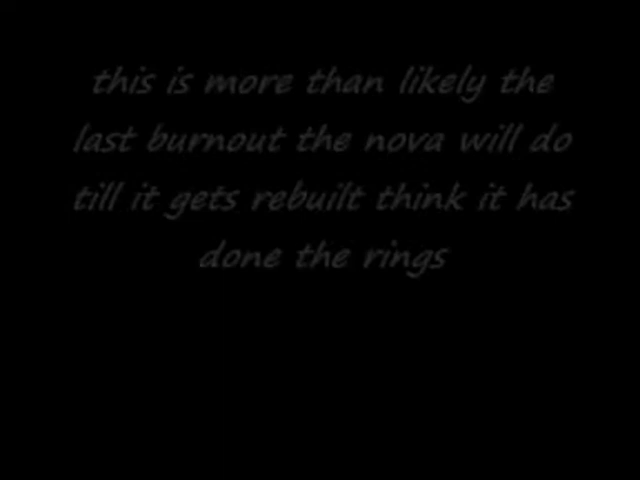 this is more than likely the
last burnout the nova will do
till it gets rebuilt think it has
done the rings